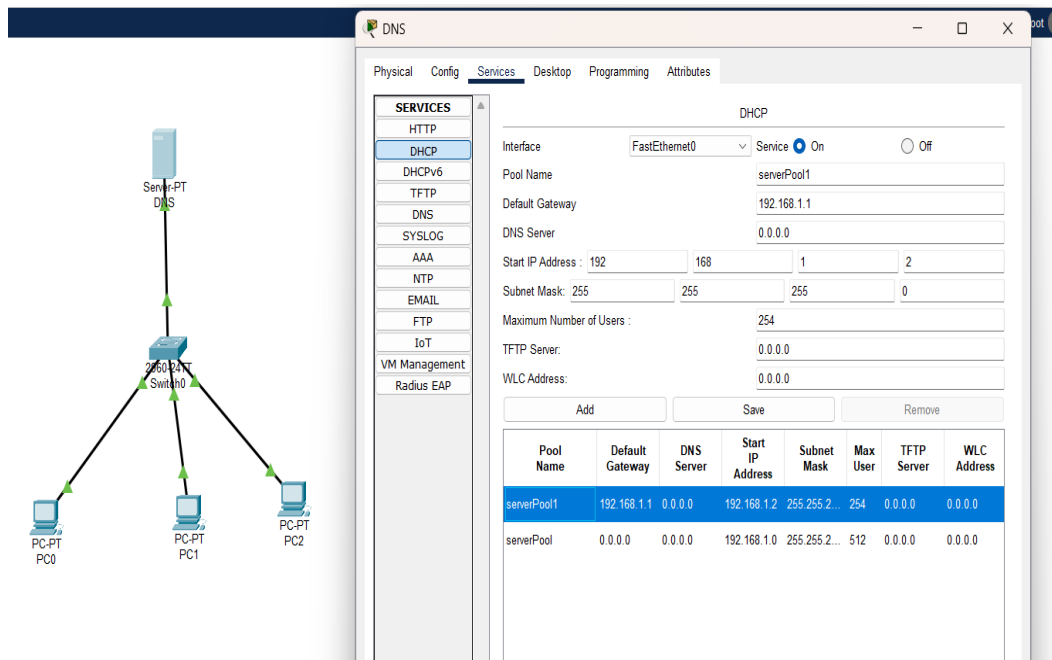 oot
DNS
Physical Config Services Desktop Programming Attributes
SERVICES
HTTP
DHCP
DHCPv6
TFTP
DNS
SYSLOG
AAA
NTP
EMAIL
FTP
IoT
VM Management
Radius EAP
DHCP
Interface FastEthernet0 Service On Off
Pool Name serverPool1
Default Gateway 192.168.1.1
DNS Server 0.0.0.0
Start IP Address : 192 168 1 2
Subnet Mask: 255 255 255 0
Maximum Number of Users : 254
TFTP Server: 0.0.0.0
WLC Address: 0.0.0.0
Add Save Remove
Pool Name Default Gateway DNS Server Start IP Address Subnet Mask Max User TFTP Server WLC Address
serverPool1 192.168.1.1 0.0.0.0 192.168.1.2 255.255.2... 254 0.0.0.0 0.0.0.0
serverPool 0.0.0.0 0.0.0.0 192.168.1.0 255.255.2... 512 0.0.0.0 0.0.0.0
Server-PT
DNS
2960-24TT
Switch0
PC-PT
PC0
PC-PT
PC1
PC-PT
PC2